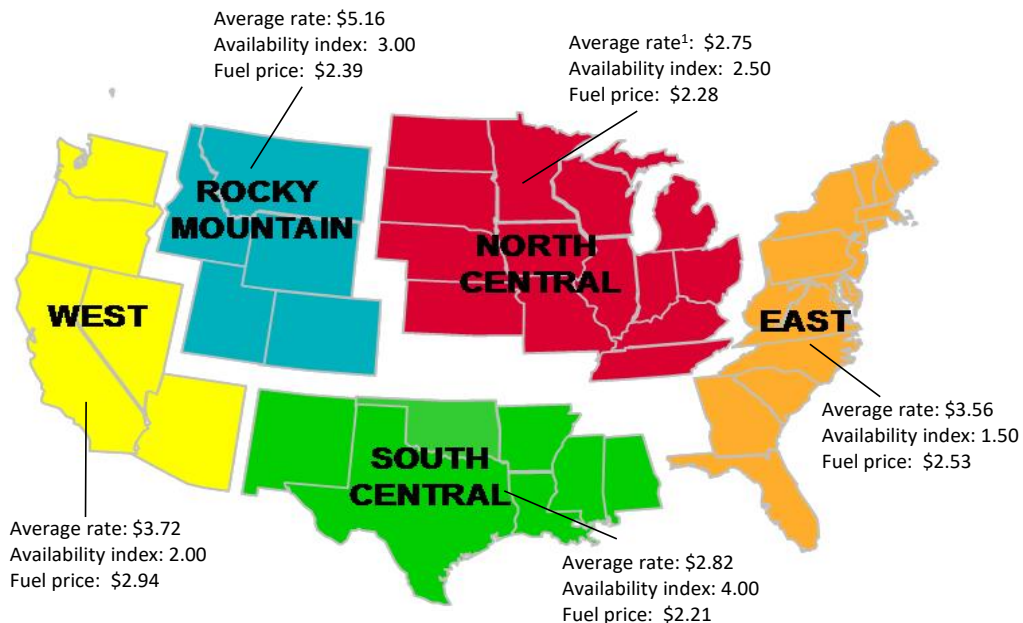 Average rate: $5.16
Availability index: 3.00
Fuel price: $2.39
Average rate¹: $2.75
Availability index: 2.50
Fuel price: $2.28
ROCKY
MOUNTAIN
NORTH
CENTRAL
WEST
EAST
Average rate: $3.56
Availability index: 1.50
Fuel price: $2.53
SOUTH
CENTRAL
Average rate: $3.72
Availability index: 2.00
Fuel price: $2.94
Average rate: $2.82
Availability index: 4.00
Fuel price: $2.21